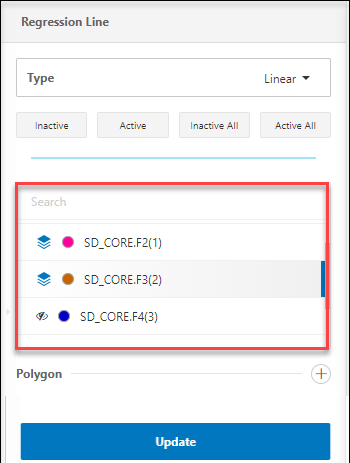 Regression Line
Type Linear
Inactive Active Inactive All Active All
Search
SD_CORE.F2(1)
SD_CORE.F3(2)
SD_CORE.F4(3)
Polygon
Update